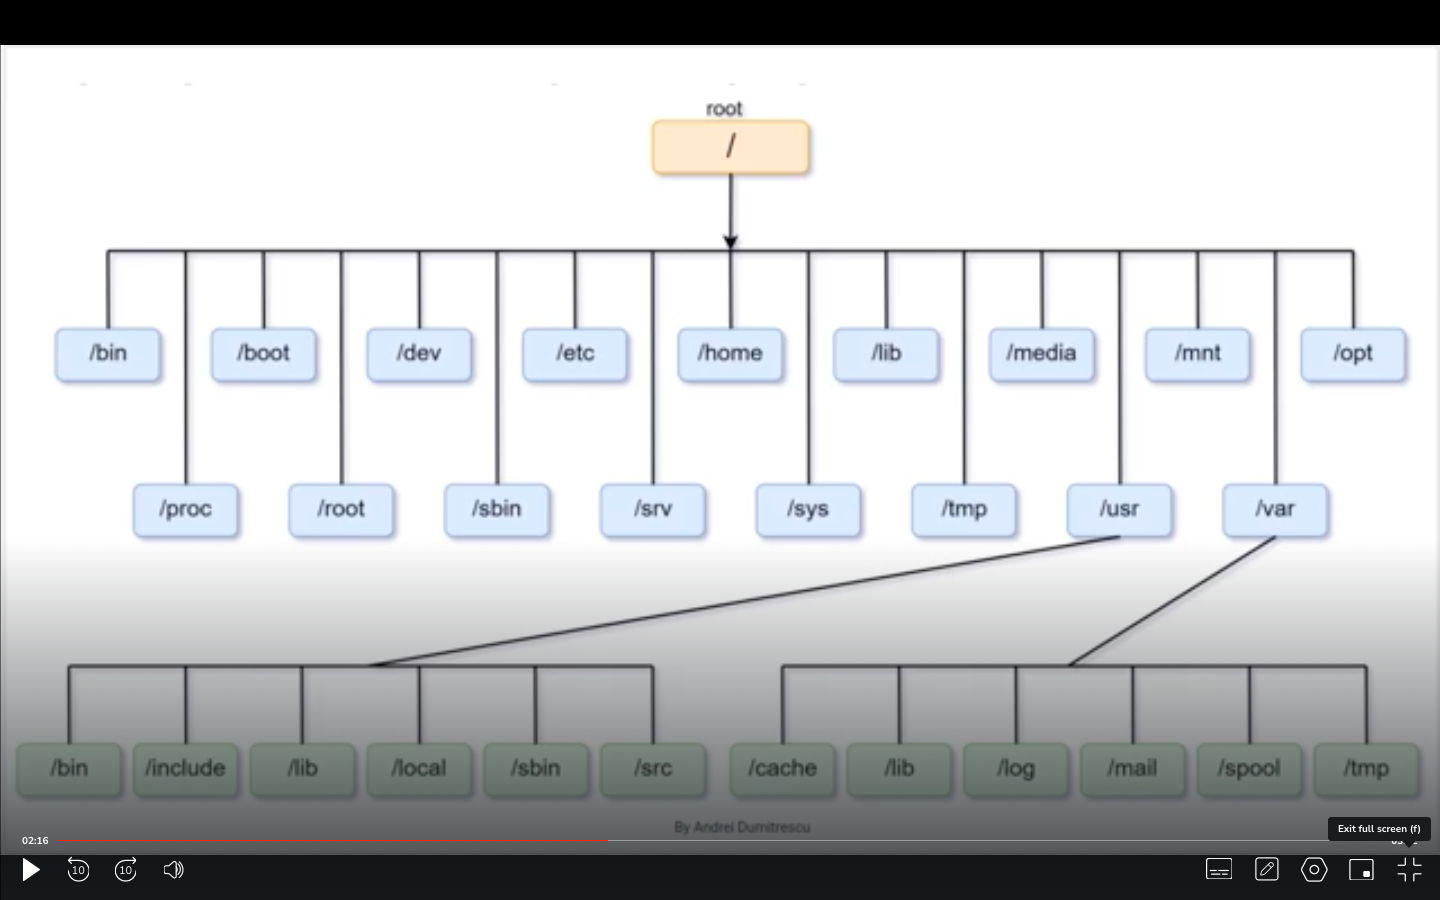 root
/
/bin
/boot
/dev
/etc
/home
/lib
/media
/mnt
/opt
/proc
/root
/sbin
/srv
/sys
/tmp
/usr
/var
/bin
/include
/lib
/local
/sbin
/src
/cache
/lib
/log
/mail
/spool
/tmp
By Andrei Dumitrescu
Exit full screen (f)
02:16
10
10